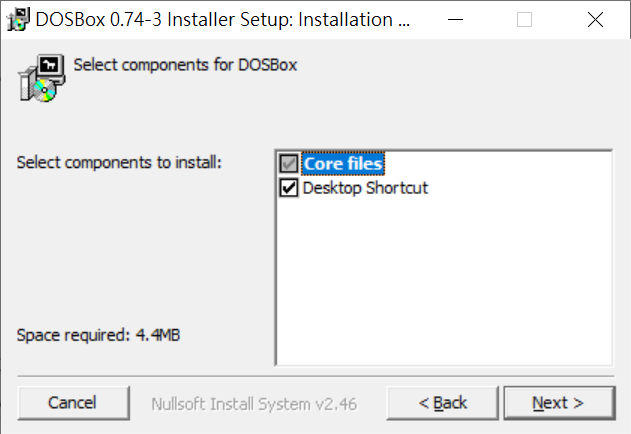 DOSBox 0.74-3 Installer Setup: Installation ...
Select components for DOSBox
Select components to install:
Core files
Desktop Shortcut
Space required: 4.4MB
Cancel
Nullsoft Install System v2.46
< Back
Next >